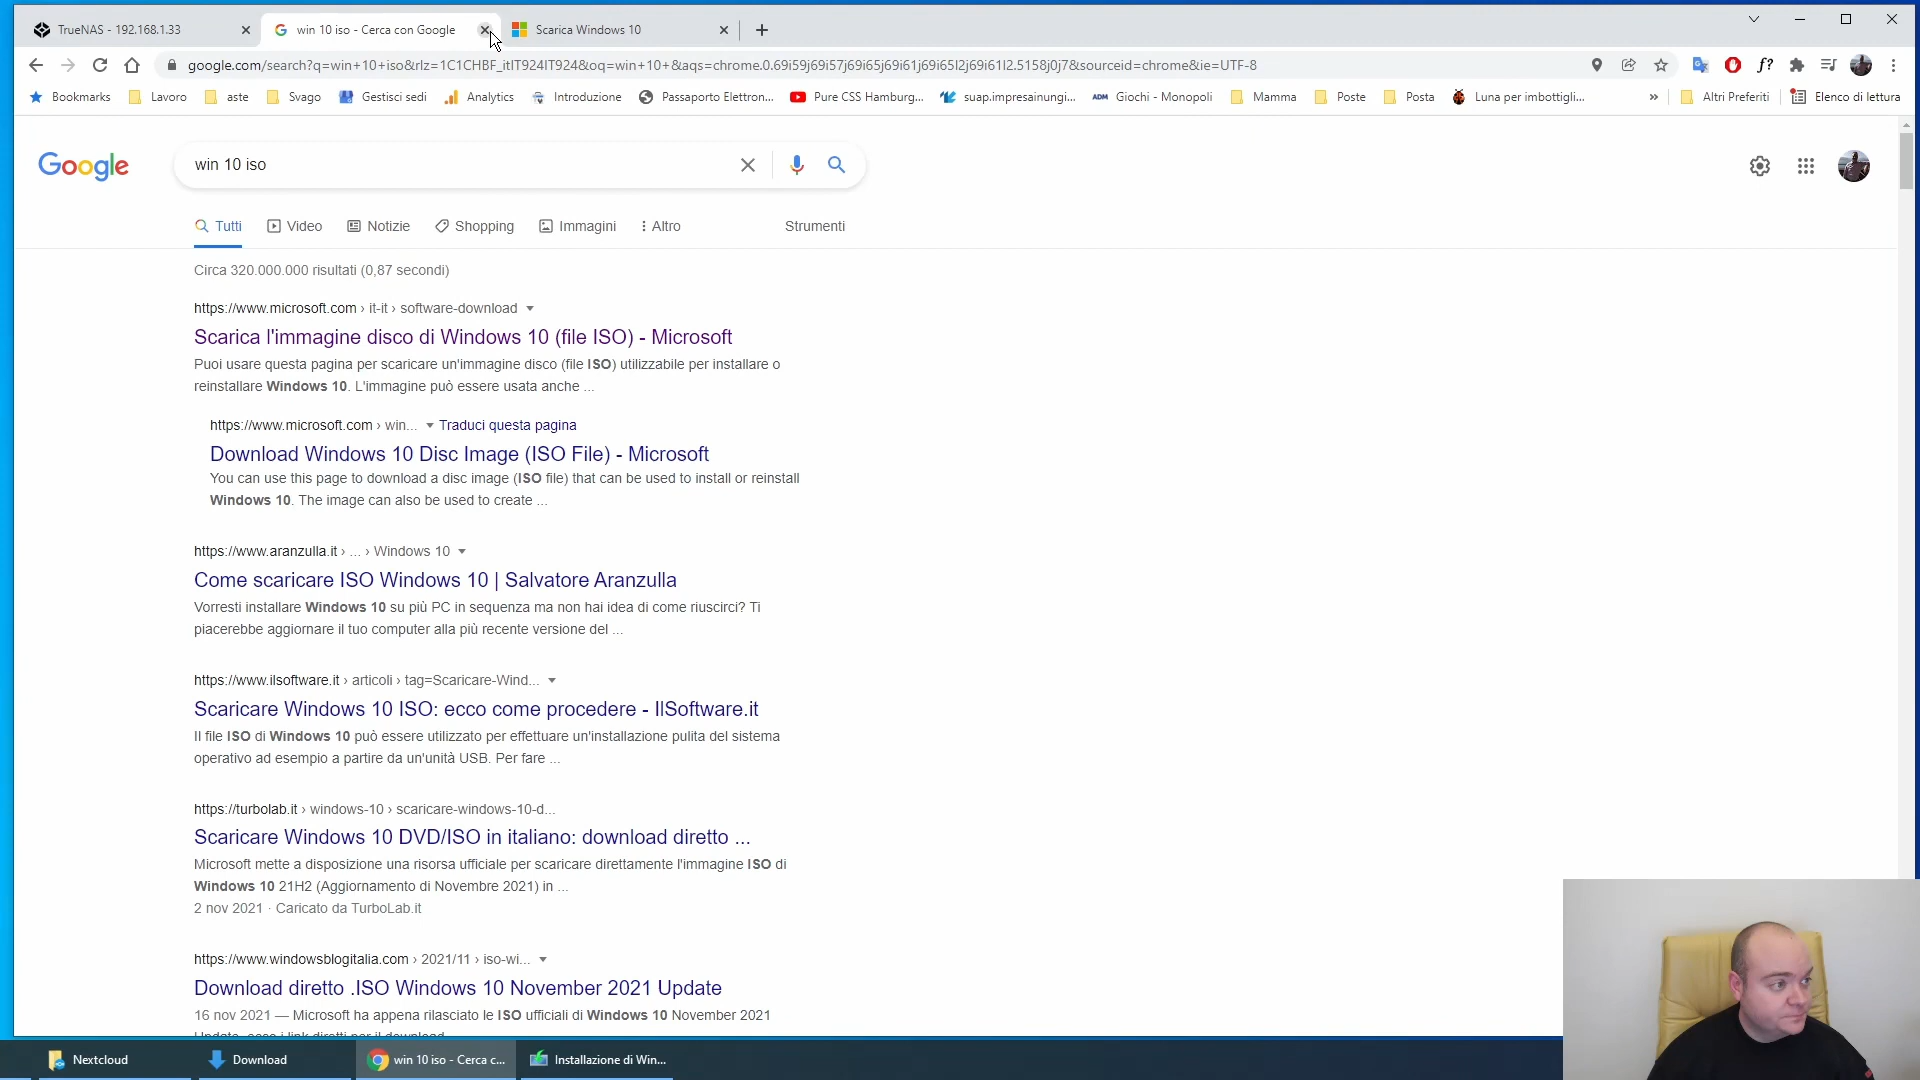 TrueNAS - 192.168.1.33
win 10 iso - Cerca con Google
Scarica Windows 10
google.com/search?q=win+10+iso&rlz=1C1CHBF_itIT924IT924&oq=win+10+&aqs=chrome.0.69i59j69i57j69i65j69i61j69i65l2j69i61l2.5158j0j7&sourceid=chrome&ie=UTF-8
f?
Bookmarks
Lavoro
aste
Svago
Gestisci sedi
Analytics
Introduzione
Passaporto Elettron...
Pure CSS Hamburg...
suap.impresainungi...
ADM
Giochi - Monopoli
Mamma
Poste
Posta
Luna per imbottigli...
»
Altri Preferiti
Elenco di lettura
Google
win 10 iso
Tutti
Video
Notizie
Shopping
Immagini
Altro
Strumenti
Circa 320.000.000 risultati (0,87 secondi)
https://www.microsoft.com › it-it › software-download
Scarica l'immagine disco di Windows 10 (file ISO) - Microsoft
Puoi usare questa pagina per scaricare un'immagine disco (file ISO) utilizzabile per installare o
reinstallare Windows 10. L'immagine può essere usata anche ...
https://www.microsoft.com › win... Traduci questa pagina
Download Windows 10 Disc Image (ISO File) - Microsoft
You can use this page to download a disc image (ISO file) that can be used to install or reinstall
Windows 10. The image can also be used to create ...
https://www.aranzulla.it › ... › Windows 10
Come scaricare ISO Windows 10 | Salvatore Aranzulla
Vorresti installare Windows 10 su più PC in sequenza ma non hai idea di come riuscirci? Ti
piacerebbe aggiornare il tuo computer alla più recente versione del ...
https://www.ilsoftware.it › articoli › tag=Scaricare-Wind...
Scaricare Windows 10 ISO: ecco come procedere - IlSoftware.it
Il file ISO di Windows 10 può essere utilizzato per effettuare un'installazione pulita del sistema
operativo ad esempio a partire da un'unità USB. Per fare ...
https://turbolab.it › windows-10 › scaricare-windows-10-d...
Scaricare Windows 10 DVD/ISO in italiano: download diretto ...
Microsoft mette a disposizione una risorsa ufficiale per scaricare direttamente l'immagine ISO di
Windows 10 21H2 (Aggiornamento di Novembre 2021) in ...
2 nov 2021 · Caricato da TurboLab.it
https://www.windowsblogitalia.com › 2021/11 › iso-wi...
Download diretto .ISO Windows 10 November 2021 Update
16 nov 2021 — Microsoft ha appena rilasciato le ISO ufficiali di Windows 10 November 2021
Update, ecco i link diretti per il download
Nextcloud
Download
win 10 iso - Cerca c...
Installazione di Win...